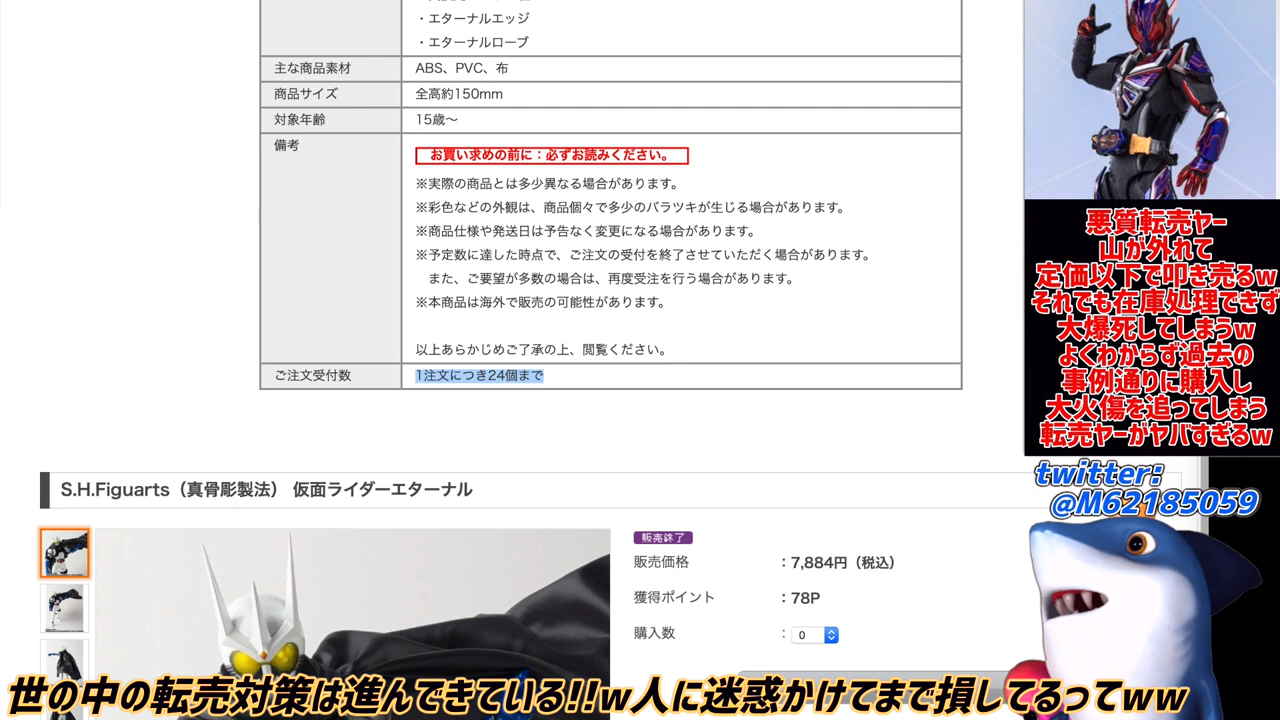 ・エターナルエッジ
・エターナルローブ
主な商品素材
ABS、PVC、布
商品サイズ
全高約150mm
対象年齢
15歳〜
備考
お買い求めの前に：必ずお読みください。
※実際の商品とは多少異なる場合があります。
※彩色などの外観は、商品個々で多少のバラツキが生じる場合があります。
※商品仕様や発送日は予告なく変更になる場合があります。
※予定数に達した時点で、ご注文の受付を終了させていただく場合があります。
また、ご要望が多数の場合は、再度受注を行う場合があります。
※本商品は海外で販売の可能性があります。
以上あらかじめご了承の上、閲覧ください。
ご注文受付数
1注文につき24個まで
S.H.Figuarts（真骨彫製法） 仮面ライダーエターナル
販売終了
販売価格
：7,884円（税込）
獲得ポイント
：78P
購入数
：
0
悪質転売ヤー
山が外れて
定価以下で叩き売るw
それでも在庫処理できず
大爆死してしまうw
よくわからず過去の
事例通りに購入し
大火傷を追ってしまう
転売ヤーがヤバすぎるw
twitter:
@M62185059
世の中の転売対策は進んできている!!w人に迷惑かけてまで損してるってww